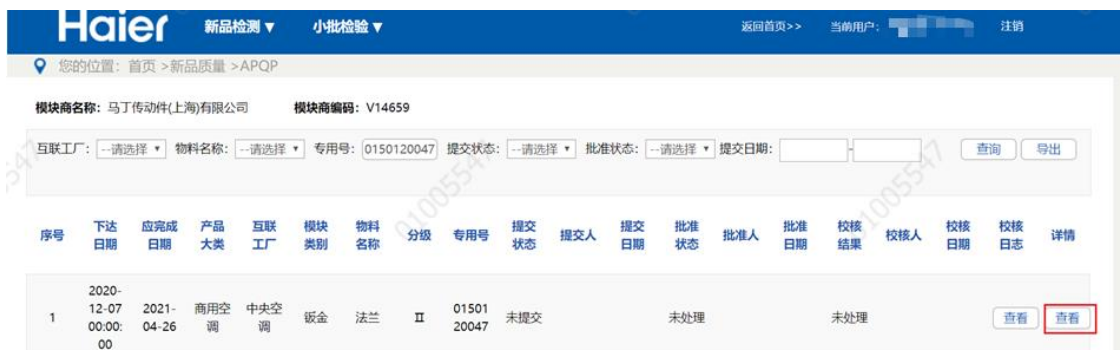 Haier 新品检测 ▼ 小批检验 ▼ 返回首页>> 当前用户: 注销
您的位置: 首页 >新品质量 >APQP
模块商名称: 马丁传动件(上海)有限公司 模块商编码: V14659
互联工厂: --请选择 ▼ 物料名称: --请选择 ▼ 专用号: 0150120047 提交状态: --请选择 ▼ 批准状态: --请选择 ▼ 提交日期: - 查询 导出
序号 下达日期 应完成日期 产品大类 互联工厂 模块类别 物料名称 分级 专用号 提交状态 提交人 提交日期 批准状态 批准人 批准日期 校核结果 校核人 校核日期 校核日志 详情
1 2020-12-07 00:00:00 2021-04-26 商用空调 中央空调 钣金 法兰 II 0150120047 未提交 未处理 未处理 查看 查看
010055547